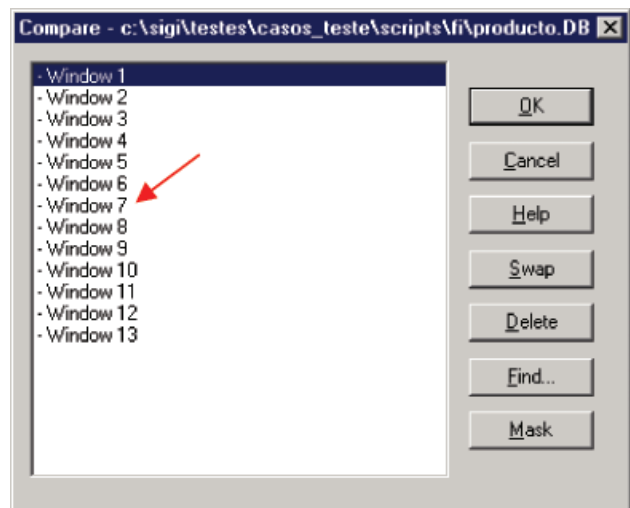 Compare - c:\sigi\testes\casos_teste\scripts\fi\producto.DB
- Window 1
- Window 2
- Window 3
- Window 4
- Window 5
- Window 6
- Window 7
- Window 8
- Window 9
- Window 10
- Window 11
- Window 12
- Window 13
OK
Cancel
Help
Swap
Delete
Find...
Mask